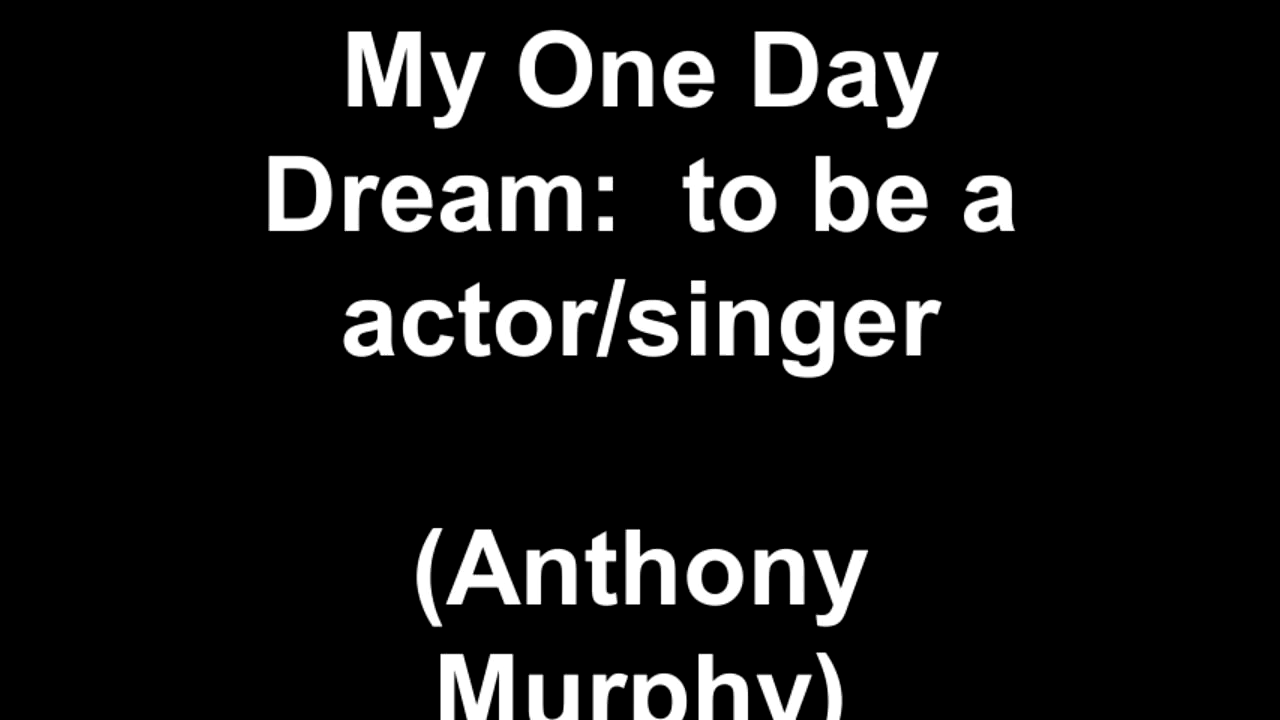 My One Day
Dream:  to be a
actor/singer
(Anthony
Murphy)